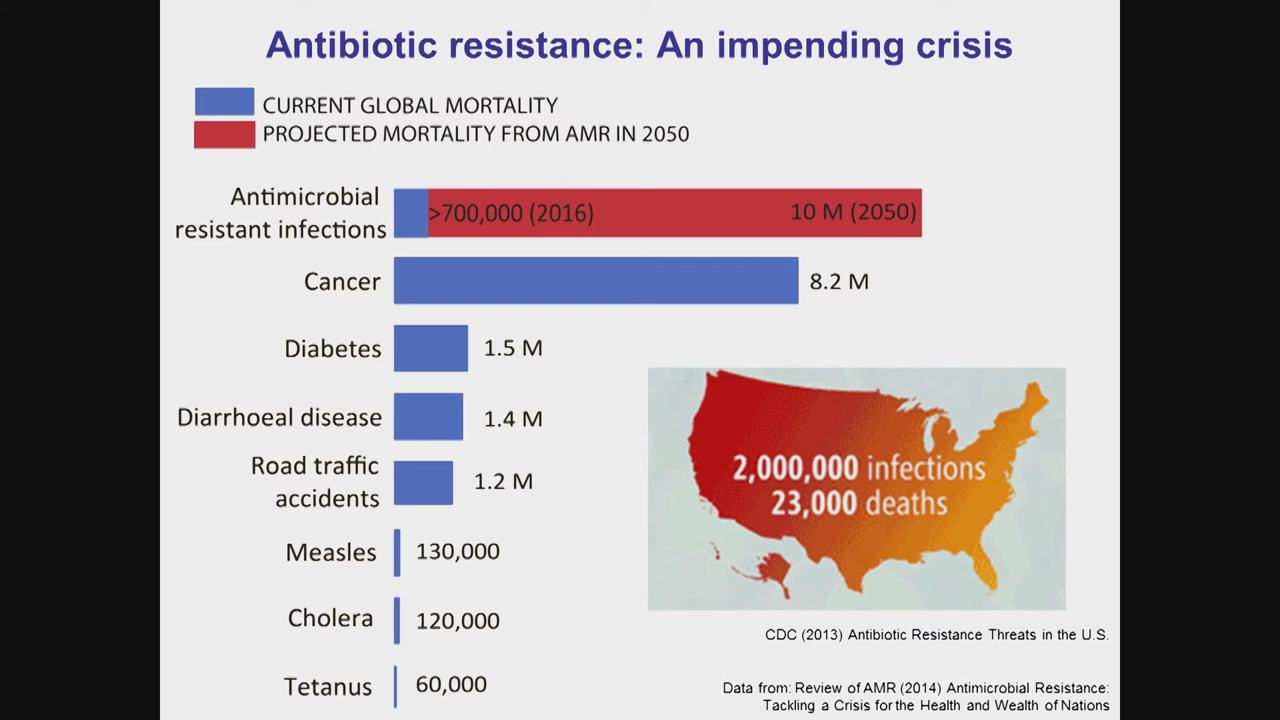 Antibiotic resistance: An impending crisis
CURRENT GLOBAL MORTALITY
PROJECTED MORTALITY FROM AMR IN 2050
Antimicrobial
resistant infections
>700,000 (2016)
10 M (2050)
Cancer
8.2 M
Diabetes
1.5 M
Diarrhoeal disease
1.4 M
Road traffic
accidents
1.2 M
Measles
130,000
Cholera
120,000
Tetanus
60,000
2,000,000 infections
23,000 deaths
CDC (2013) Antibiotic Resistance Threats in the U.S.
Data from: Review of AMR (2014) Antimicrobial Resistance:
Tackling a Crisis for the Health and Wealth of Nations